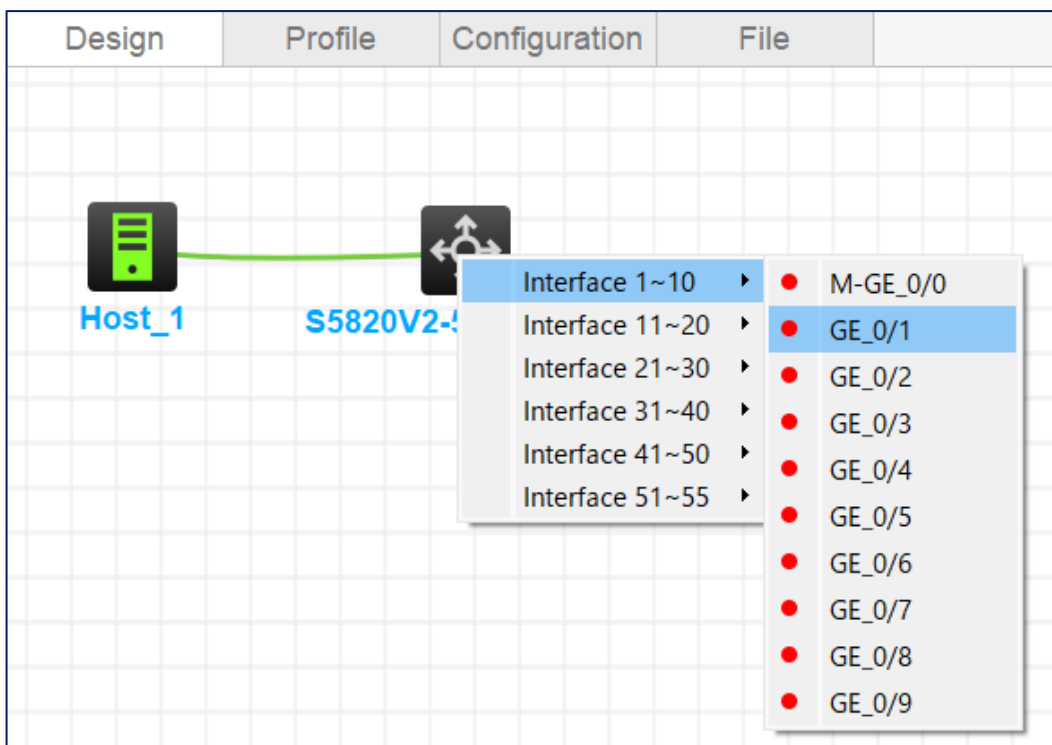 Design Profile Configuration File
Host_1
S5820V2-
Interface 1~10
Interface 11~20
Interface 21~30
Interface 31~40
Interface 41~50
Interface 51~55
M-GE_0/0
GE_0/1
GE_0/2
GE_0/3
GE_0/4
GE_0/5
GE_0/6
GE_0/7
GE_0/8
GE_0/9